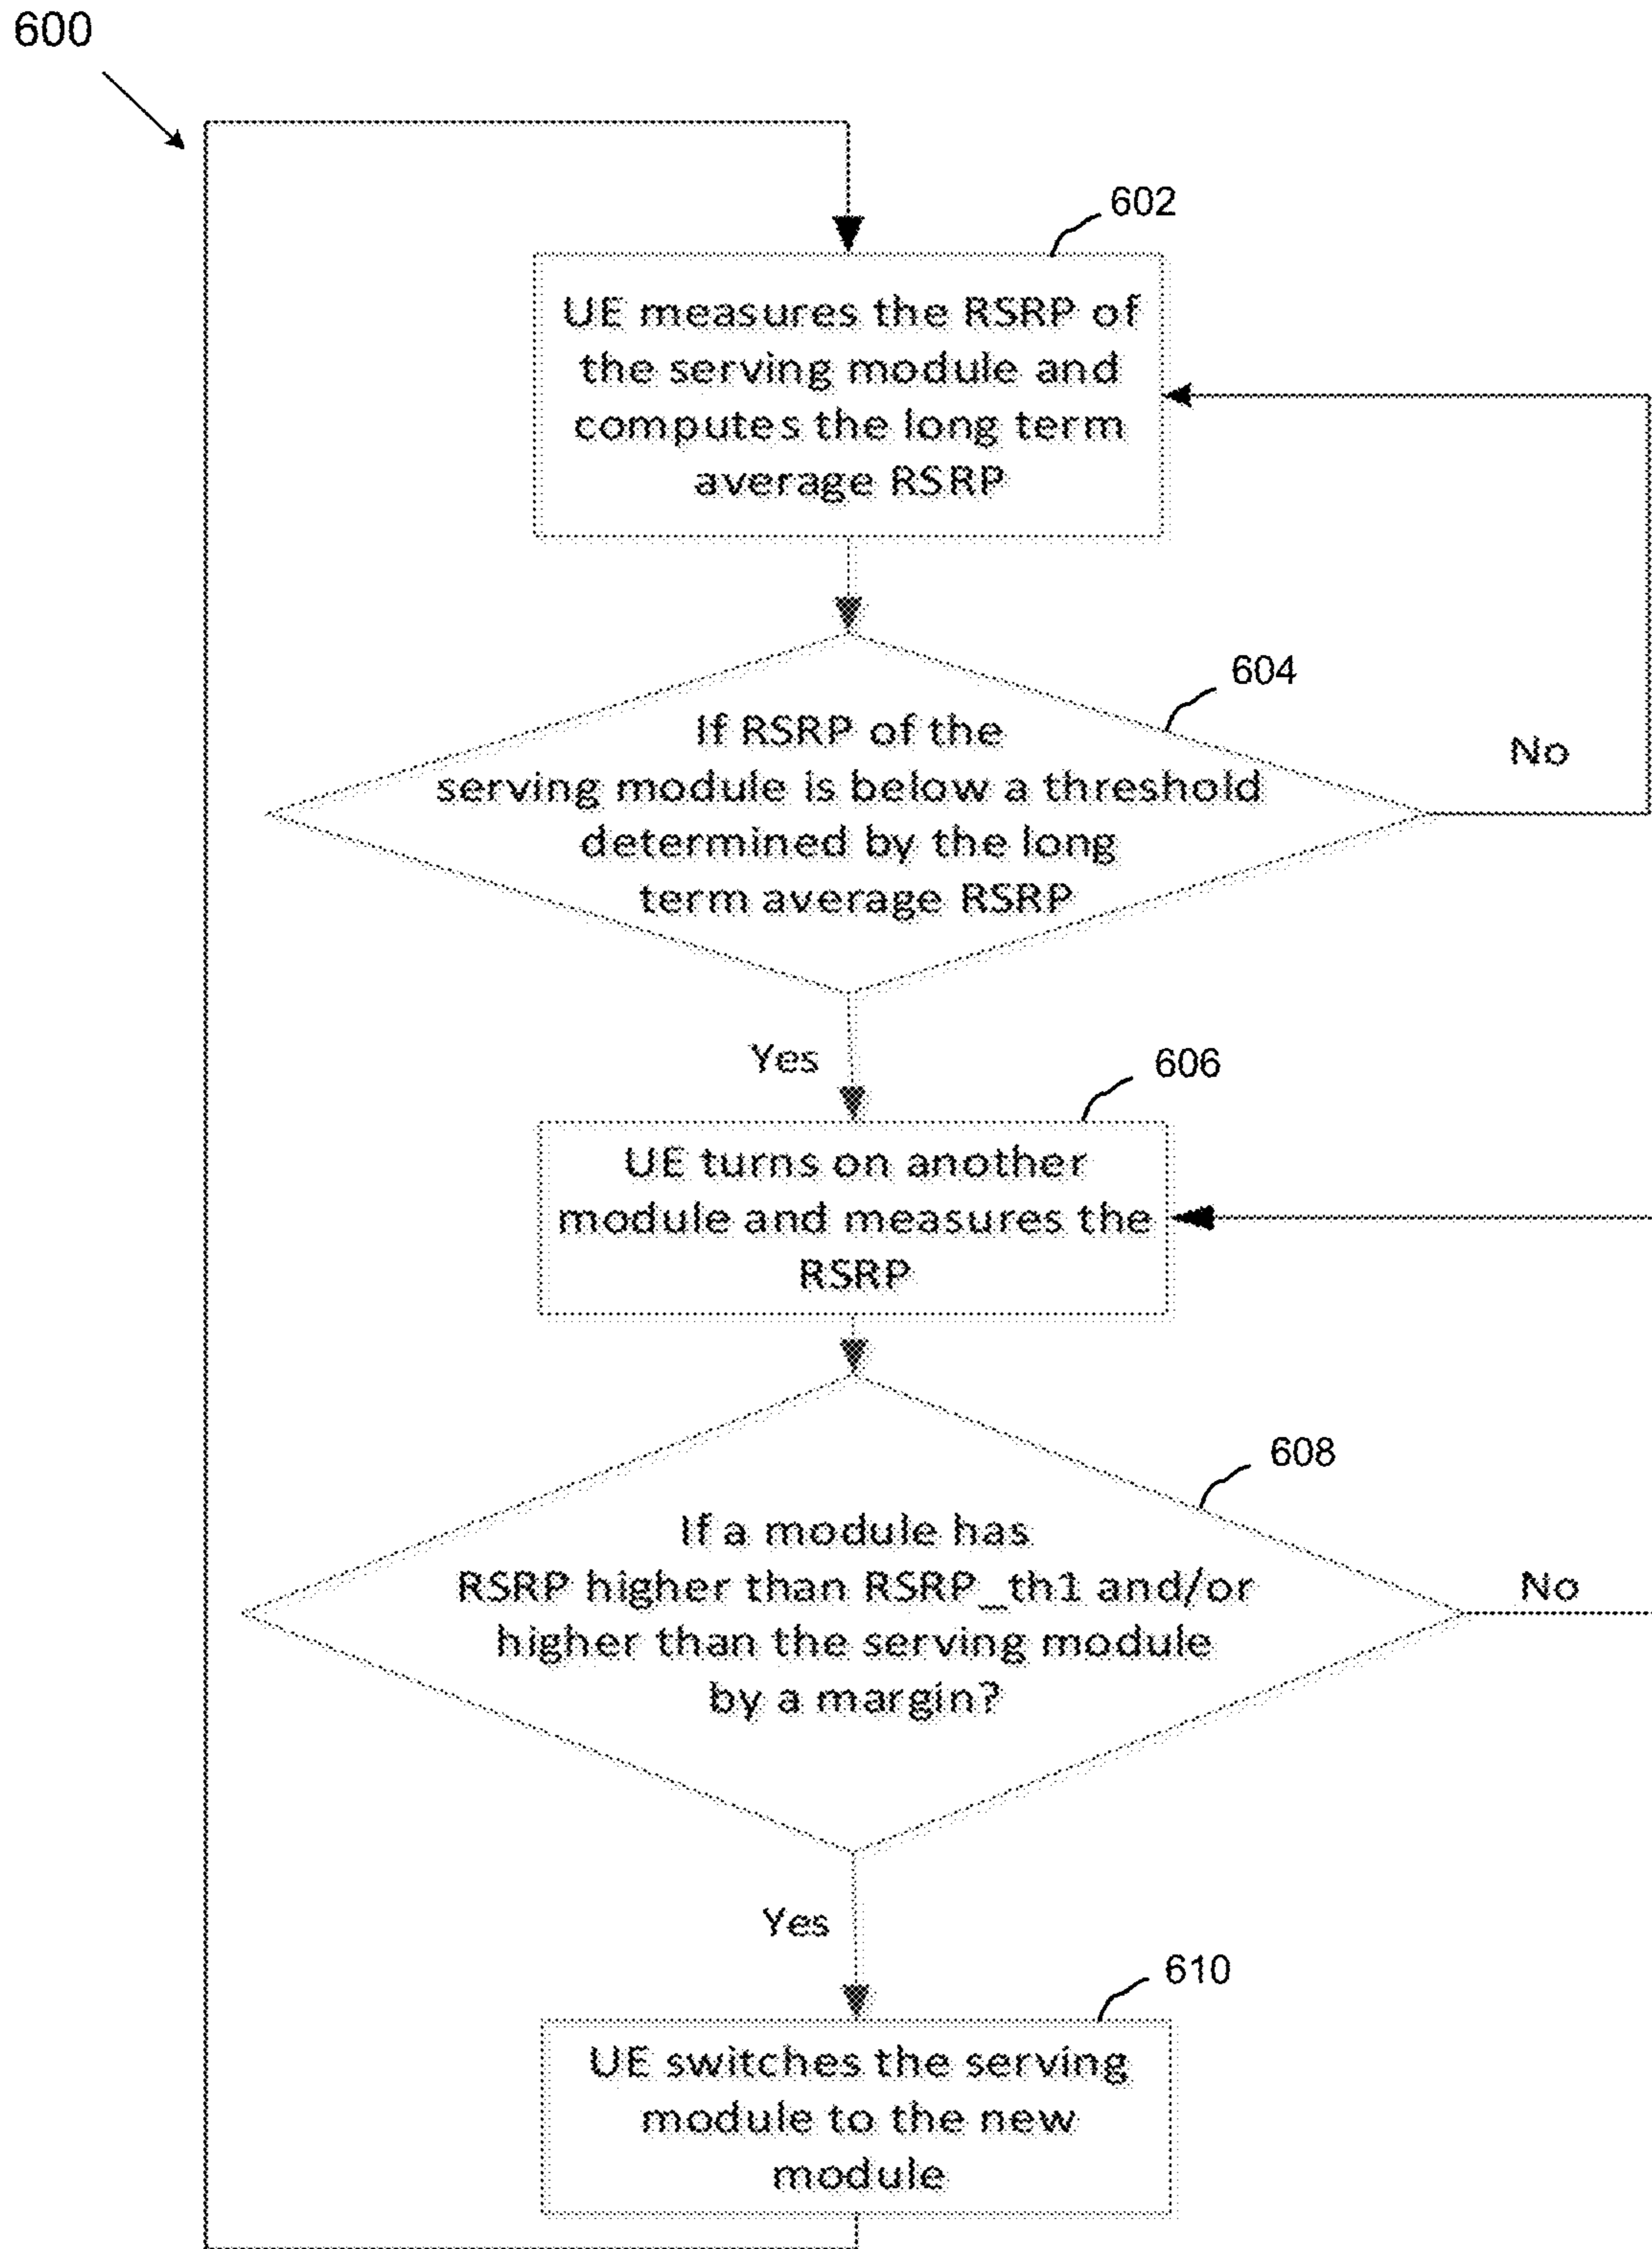 600
602
UE measures the RSRP of
the serving module and
computes the long term
average RSRP
604
If RSRP of the
serving module is below a threshold
determined by the long
term average RSRP
No
Yes
606
UE turns on another
module and measures the
RSRP
608
If a module has
RSRP higher than RSRP_th1 and/or
higher than the serving module
by a margin?
No
Yes
610
UE switches the serving
module to the new
module